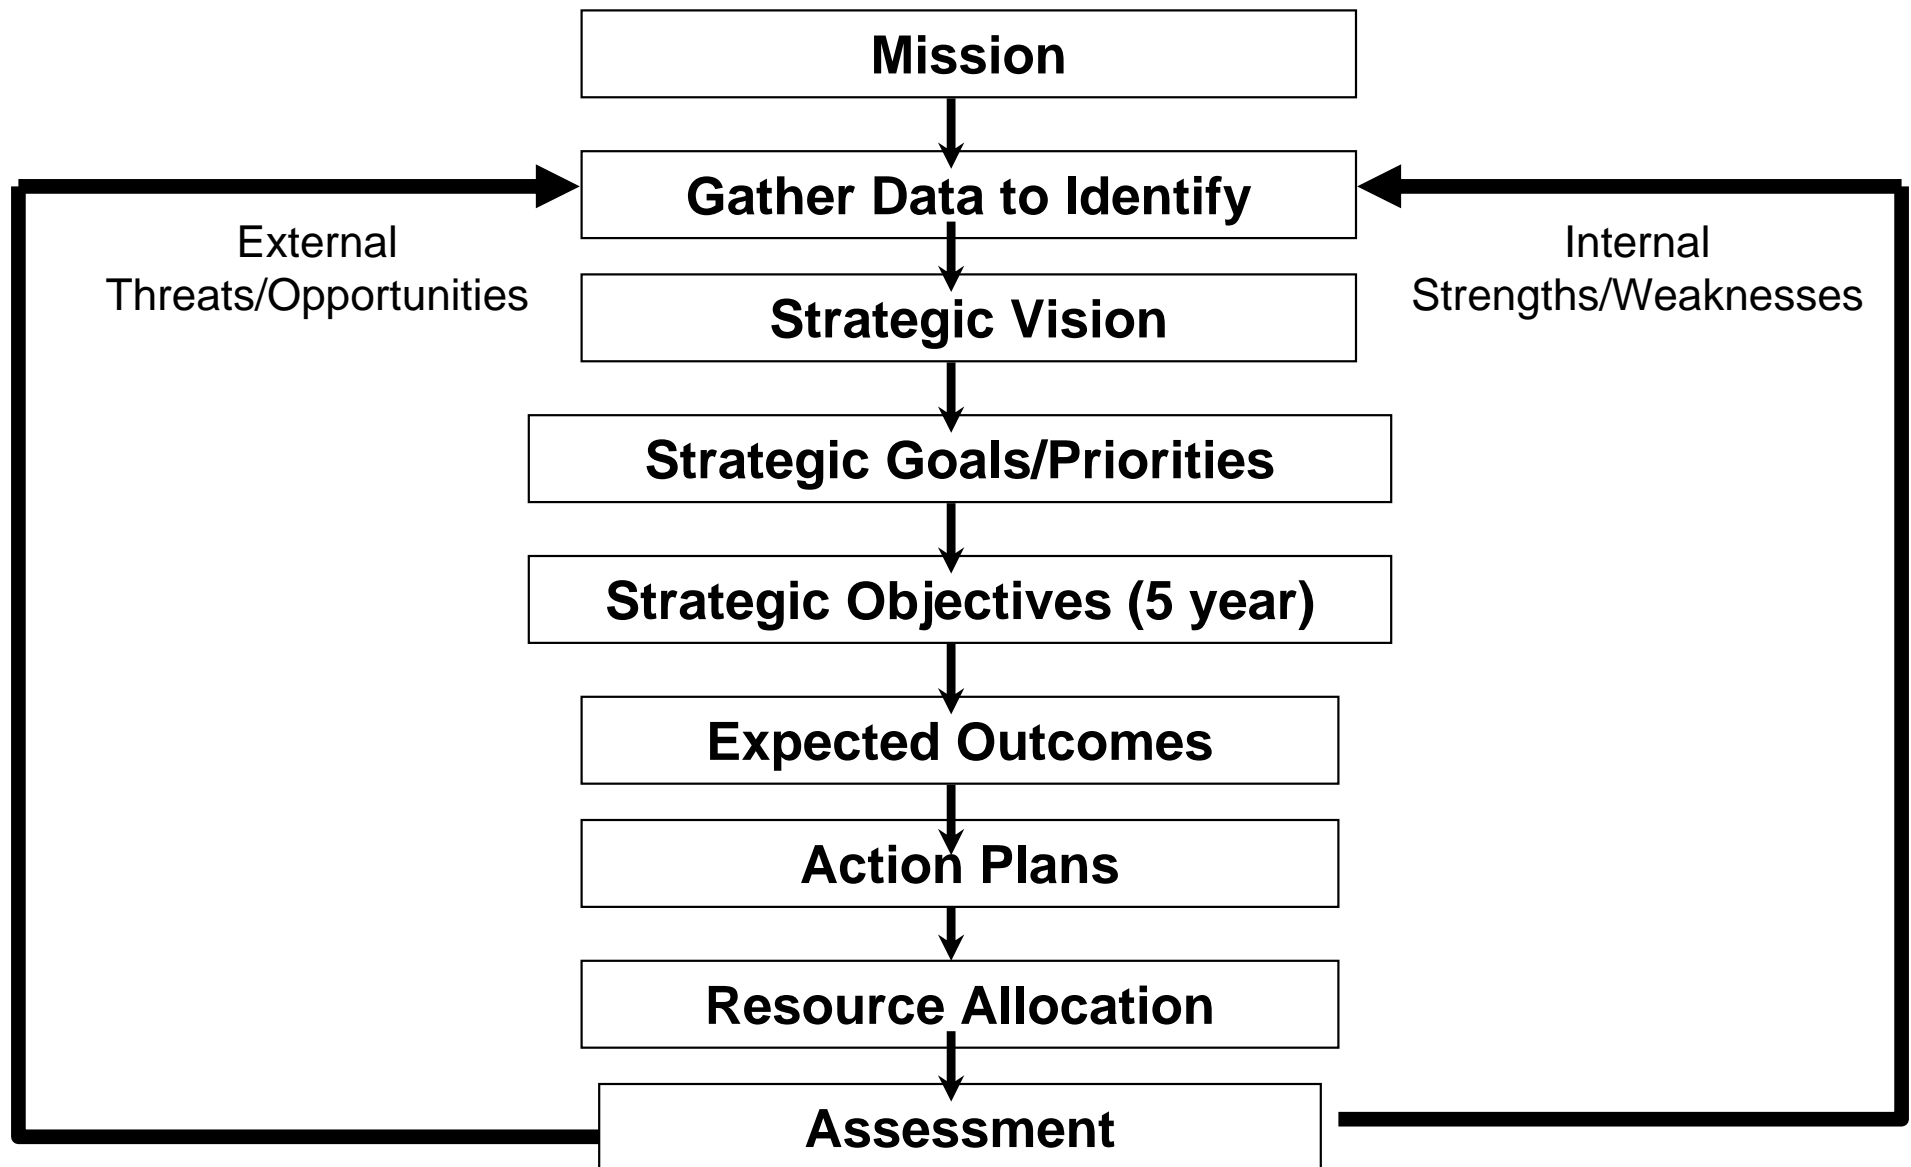 Mission
Gather Data to Identify
External
Threats/Opportunities
Internal
Strengths/Weaknesses
Strategic Vision
Strategic Goals/Priorities
Strategic Objectives (5 year)
Expected Outcomes
Action Plans
Resource Allocation
Assessment